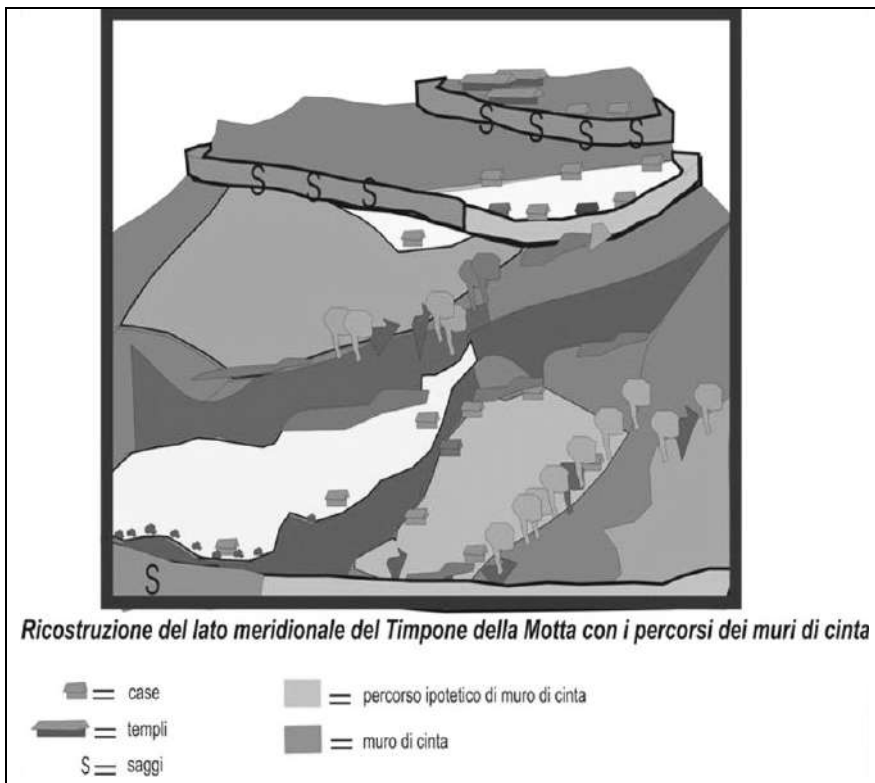 S S S S
S S S
S
Ricostruzione del lato meridionale del Timpone della Motta con i percorsi dei muri di cinta
= case
= percorso ipotetico di muro di cinta
= templi
= muro di cinta
S = saggi